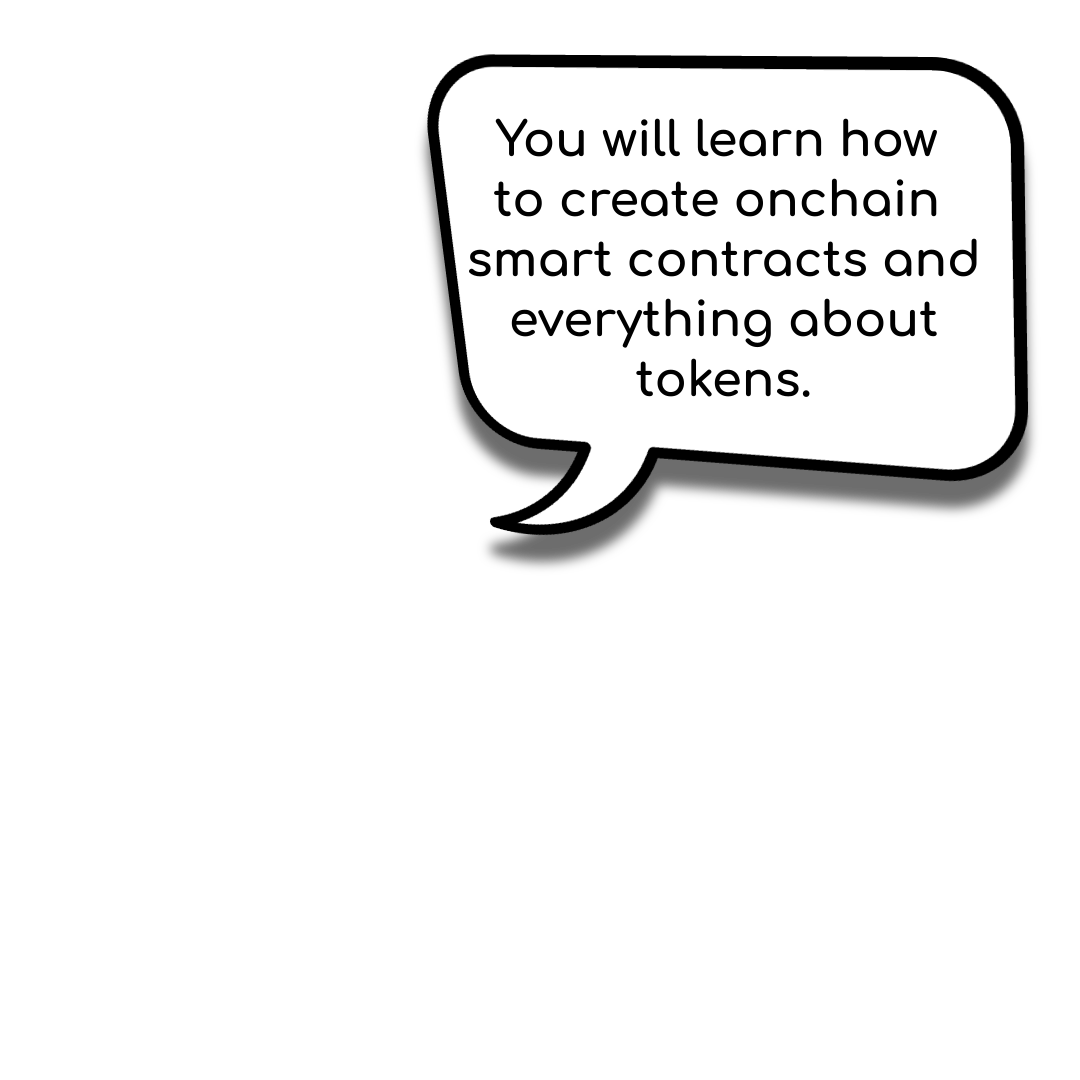 You will learn how
to create onchain
smart contracts and
everything about
tokens.